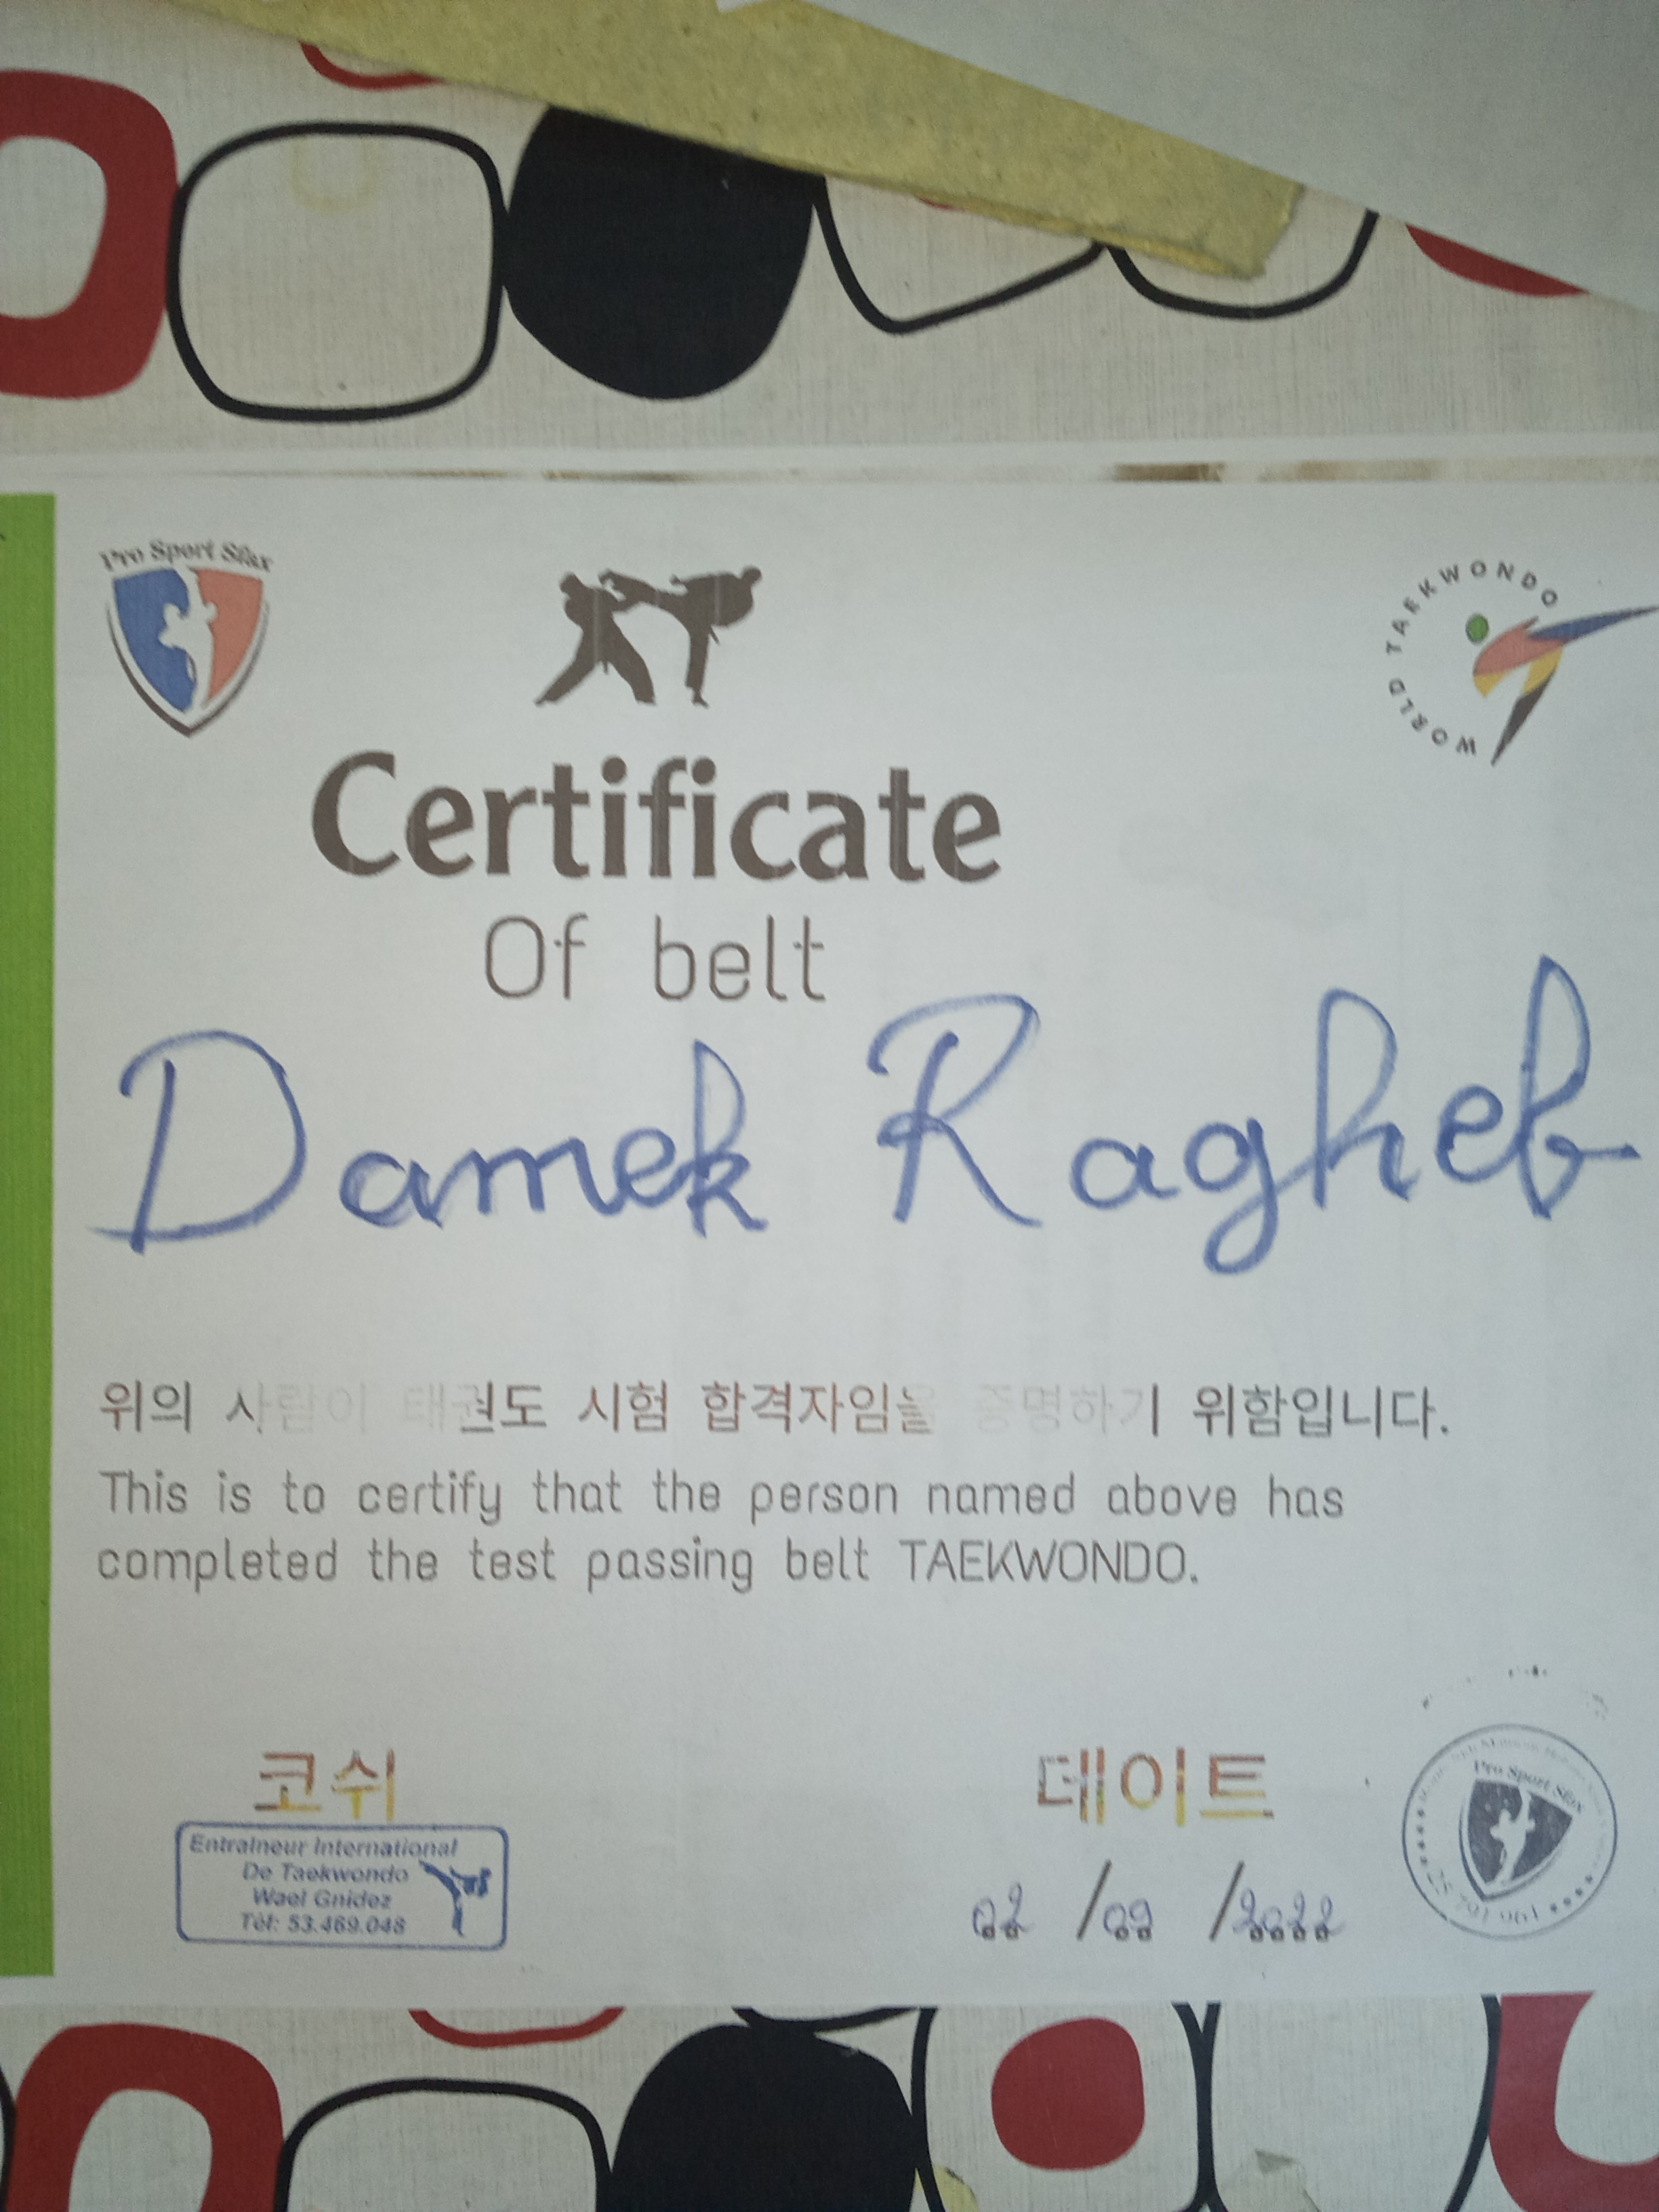 Pro Sport Sfax
WORLD TAEKWONDO
Certificate
Of belt
Damek Ragheb
위의 사람이 태권도 시험 합격자임을 증명하기 위함입니다.
This is to certify that the person named above has
completed the test passing belt TAEKWONDO.
코쉬
데이트
Entraîneur International
De Taekwondo
Wael Gnidez
Tél: 53.469.048
02 /09 /2022
Pro Sport Sfax